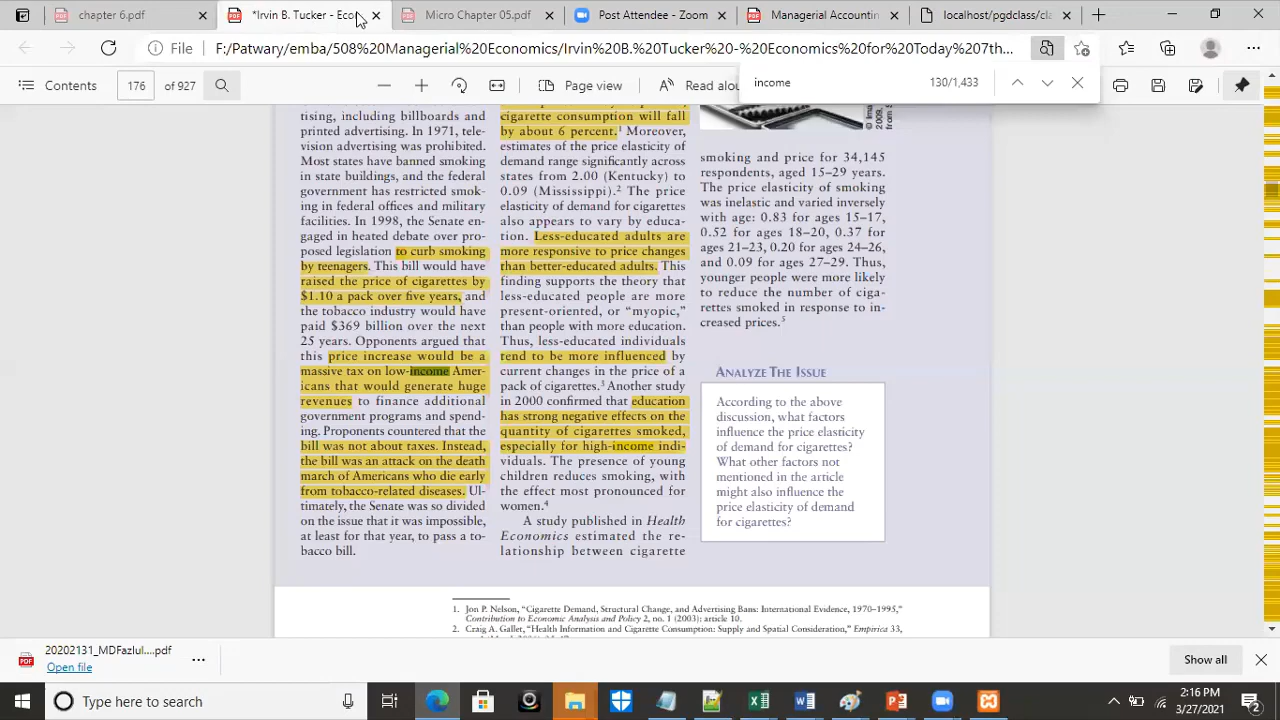 chapter 6.pdf
*Irvin B. Tucker - Eco
Micro Chapter 05.pdf
Post Attendee - Zoom
Managerial Accountin
localhost/pgdclass/cla
File
F:/Patwary/emba/508%20Managerial%20Economics/Irvin%20B.%20Tucker%20-%20Economics%20for%20Today%207th...
Contents
176 of 927
Page view
Read alou
income
130/1,433
tising, including billboards and
printed advertising. In 1971, tele-
vision advertising was prohibited.
Most states have banned smoking
in state buildings, and the federal
government has restricted smok-
ing in federal offices and military
facilities. In 1998, the Senate en-
gaged in heated debate over pro-
posed legislation to curb smoking
by teenagers. This bill would have
raised the price of cigarettes by
$1.10 a pack over five years, and
the tobacco industry would have
paid $369 billion over the next
25 years. Opponents argued that
this price increase would be a
massive tax on low-income Amer-
icans that would generate huge
revenues to finance additional
government programs and spend-
ing. Proponents countered that the
bill was not about taxes. Instead,
the bill was an attack on the death
march of Americans who die early
from tobacco-related diseases. Ul-
timately, the Senate was so divided
on the issue that it was impossible,
at least for that year, to pass a to-
bacco bill.
cigarette consumption will fall
by about 6 percent.1 Moreover,
estimates of the price elasticity of
demand range significantly across
states from 2.00 (Kentucky) to
0.09 (Mississippi).2 The price
elasticity of demand for cigarettes
also appears to vary by educa-
tion. Less-educated adults are
more responsive to price changes
than better-educated adults. This
finding supports the theory that
less-educated people are more
present-oriented, or “myopic,”
than people with more education.
Thus, less-educated individuals
tend to be more influenced by
current changes in the price of a
pack of cigarettes.3 Another study
in 2000 confirmed that education
has strong negative effects on the
quantity of cigarettes smoked,
especially for high-income indi-
viduals. The presence of young
children reduces smoking, with
the effect most pronounced for
women.4
A study published in Health
Economics estimated the re-
lationship between cigarette
smoking and price for 34,145
respondents, aged 15–29 years.
The price elasticity of smoking
was inelastic and varied inversely
with age: 0.83 for ages 15–17,
0.52 for ages 18–20, 0.37 for
ages 21–23, 0.20 for ages 24–26,
and 0.09 for ages 27–29. Thus,
younger people were more likely
to reduce the number of ciga-
rettes smoked in response to in-
creased prices.5
ANALYZE THE ISSUE
According to the above
discussion, what factors
influence the price elasticity
of demand for cigarettes?
What other factors not
mentioned in the article
might also influence the
price elasticity of demand
for cigarettes?
1. Jon P. Nelson, “Cigarette Demand, Structural Change, and Advertising Bans: International Evidence, 1970–1995,”
Contribution to Economic Analysis and Policy 2, no. 1 (2003): article 10.
2. Craig A. Gallet, “Health Information and Cigarette Consumption: Supply and Spatial Consideration,” Empirica 33,
20202131_MDFazlul....pdf
Open file
Show all
Type here to search
2:16 PM
3/27/2021